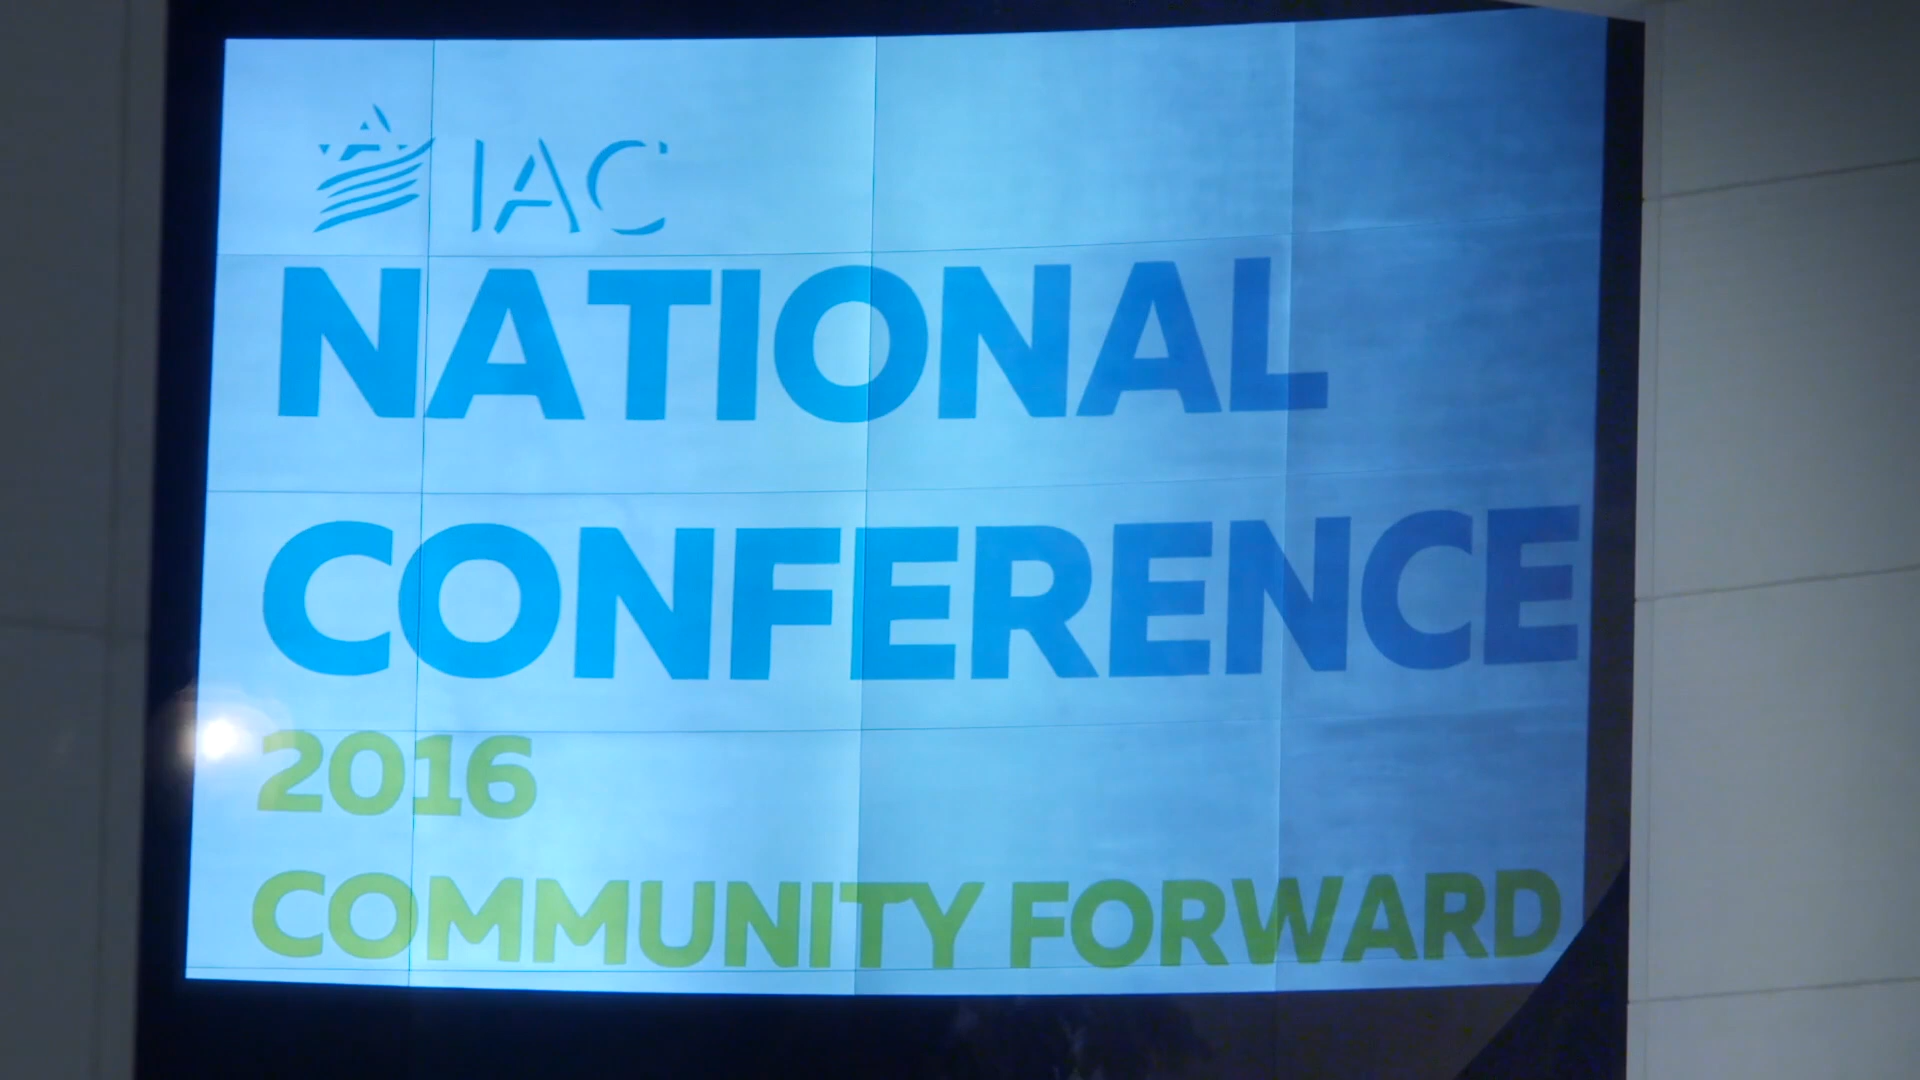 IAC
NATIONAL
CONFERENCE
2016
COMMUNITY FORWARD